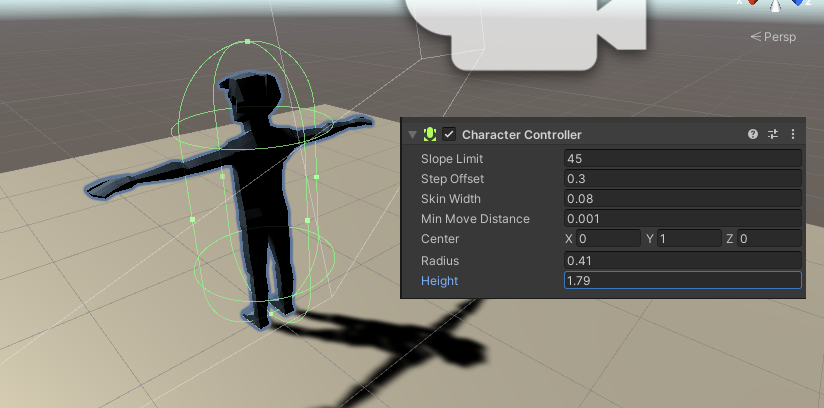 Persp
Character Controller
Slope Limit 45
Step Offset 0.3
Skin Width 0.08
Min Move Distance 0.001
Center X 0 Y 1 Z 0
Radius 0.41
Height 1.79